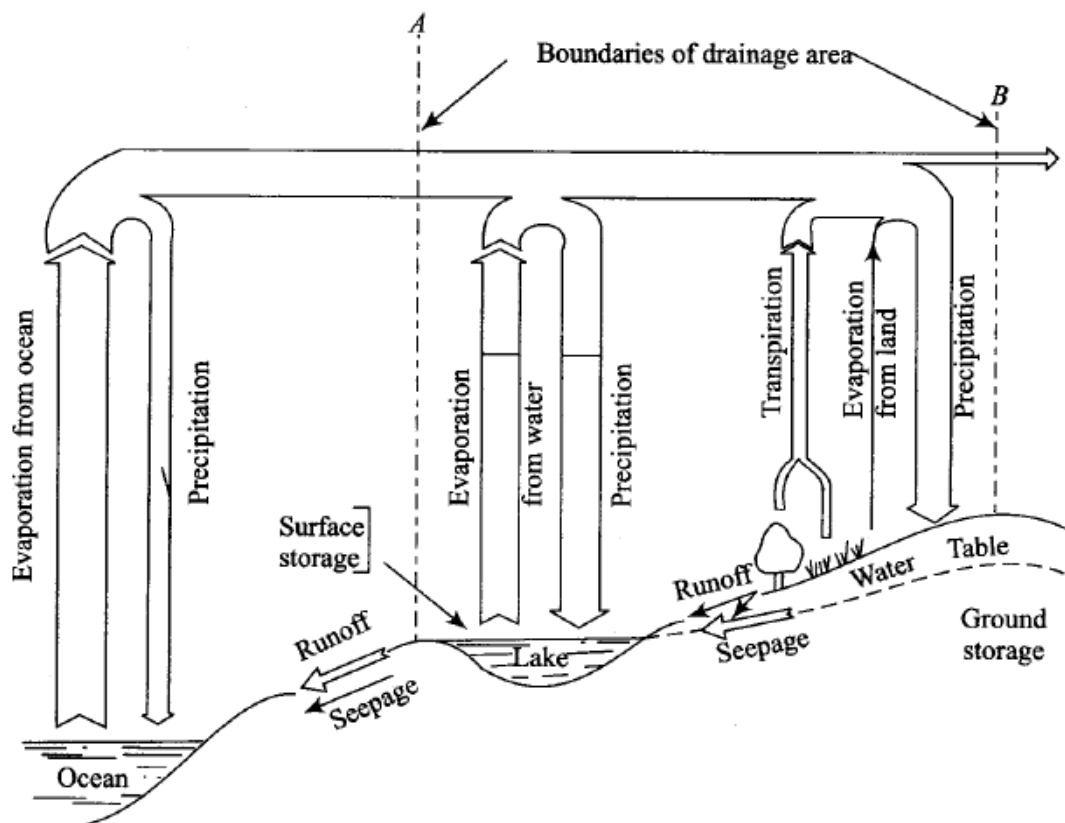 A
Boundaries of drainage area
B
Evaporation from ocean
Precipitation
Evaporation
from water
Precipitation
Transpiration
Evaporation
from land
Precipitation
Surface
storage
Runoff
Seepage
Lake
Runoff
Seepage
Water Table
Ground
storage
Ocean